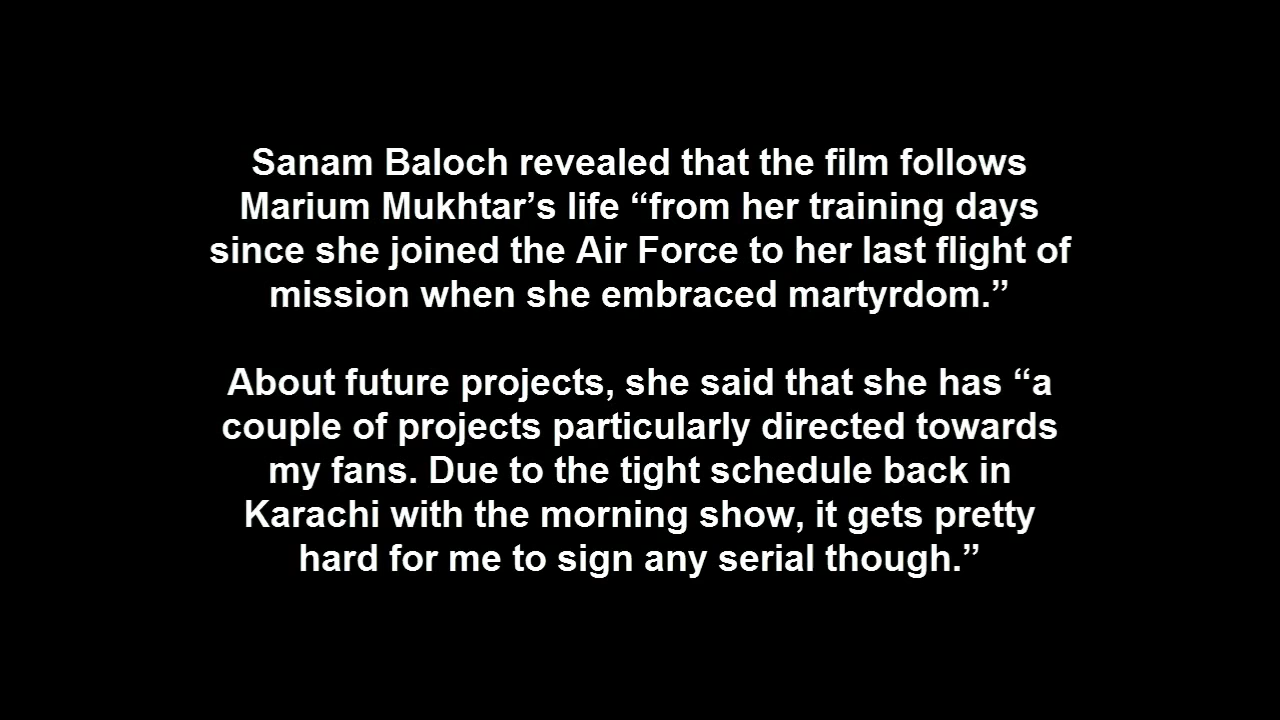 Sanam Baloch revealed that the film follows
Marium Mukhtar’s life “from her training days
since she joined the Air Force to her last flight of
mission when she embraced martyrdom.”
About future projects, she said that she has “a
couple of projects particularly directed towards
my fans. Due to the tight schedule back in
Karachi with the morning show, it gets pretty
hard for me to sign any serial though.”